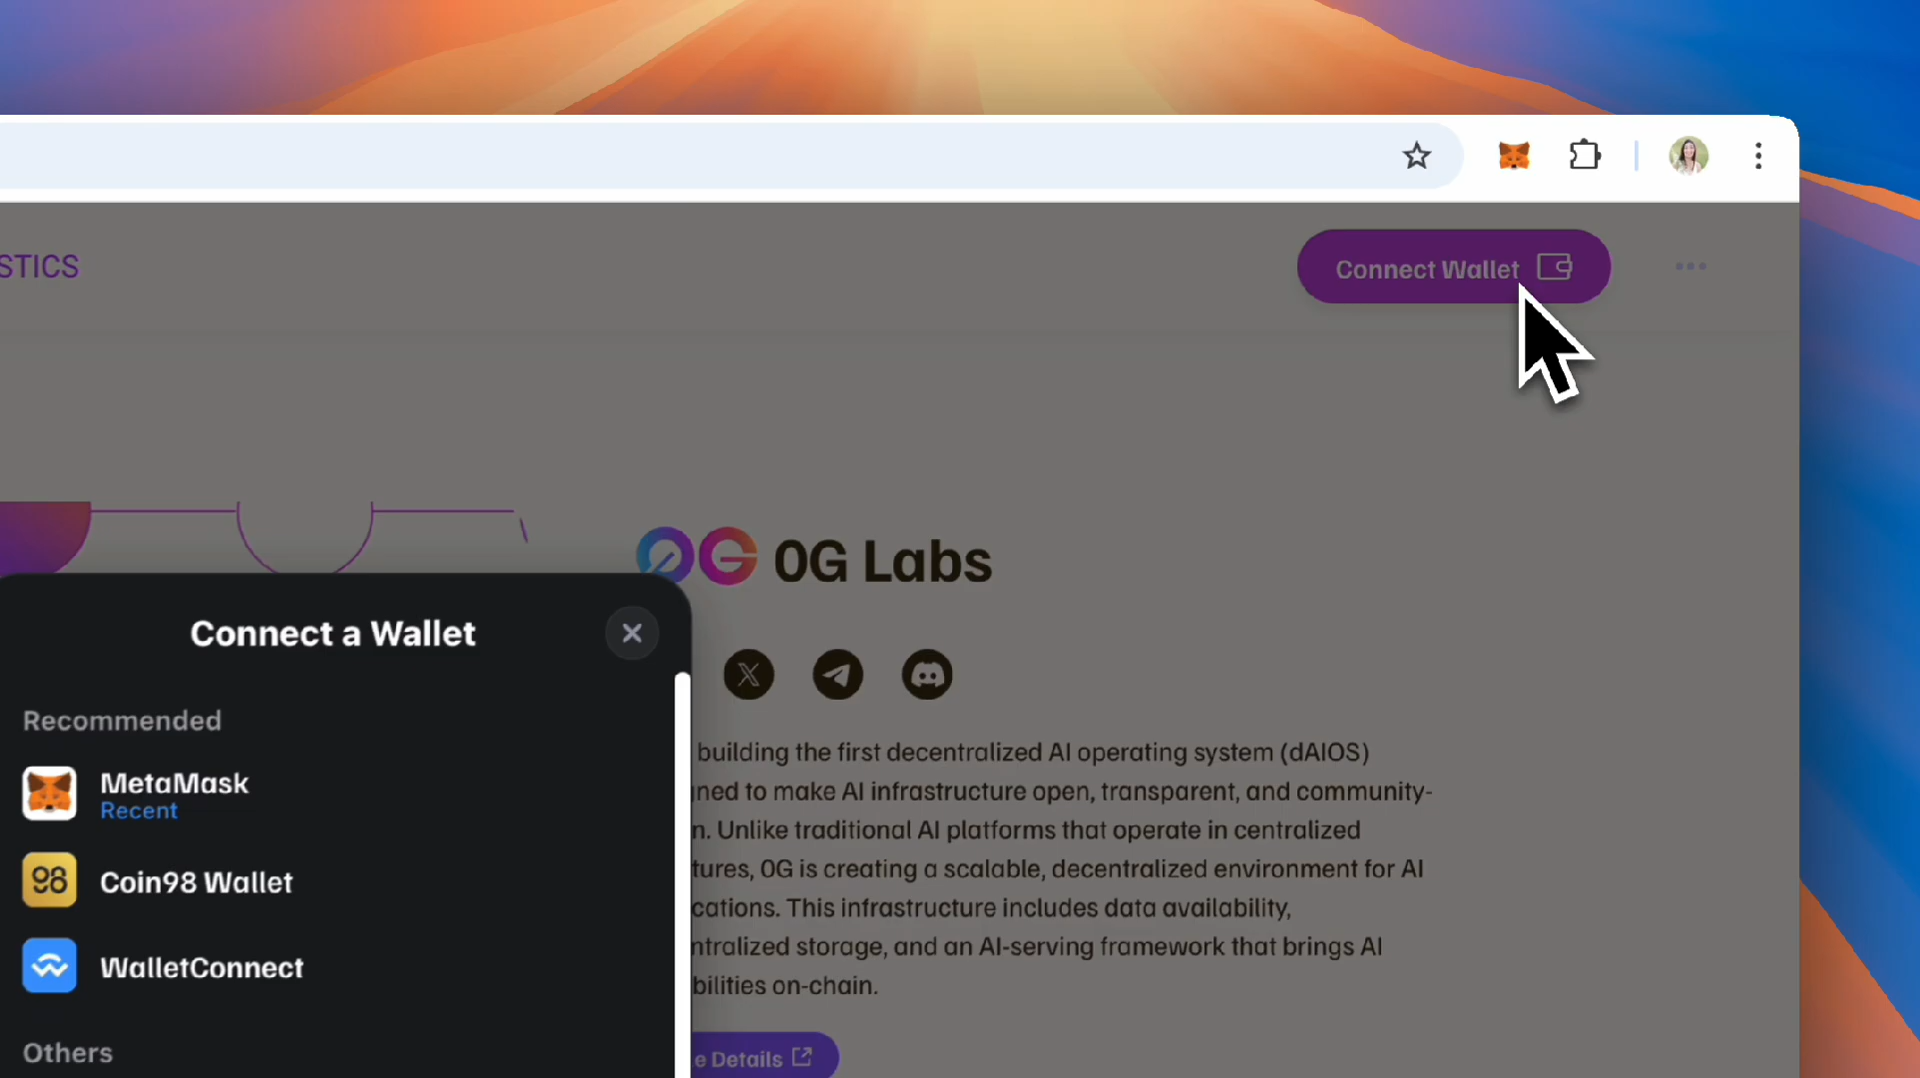 STICS
Connect Wallet
0G Labs
Connect a Wallet
Recommended
MetaMask
Recent
98
Coin98 Wallet
WalletConnect
Others
building the first decentralized AI operating system (dAIOS)
ned to make AI infrastructure open, transparent, and community-
n. Unlike traditional AI platforms that operate in centralized
tures, 0G is creating a scalable, decentralized environment for AI
cations. This infrastructure includes data availability,
ntralized storage, and an AI-serving framework that brings AI
bilities on-chain.
e Details